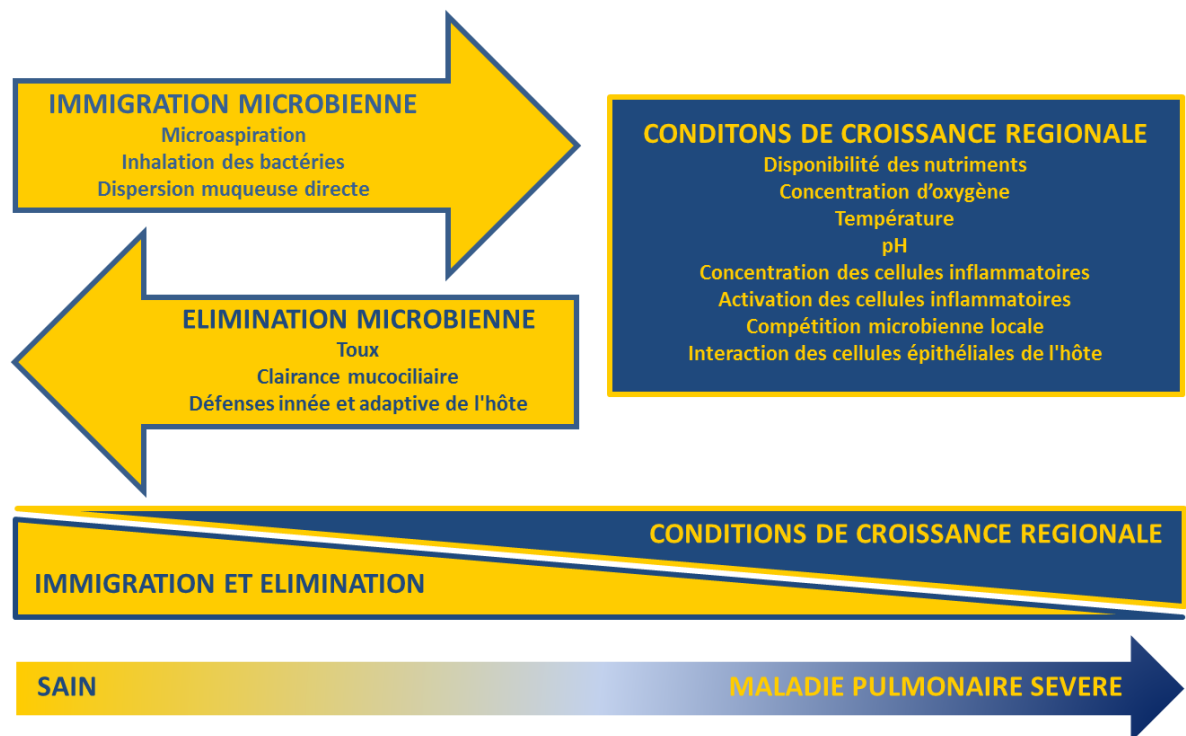 IMMIGRATION MICROBIENNE
Microaspiration
Inhalation des bactéries
Dispersion muqueuse directe
ELIMINATION MICROBIENNE
Toux
Clairance mucociliaire
Défenses innée et adaptive de l'hôte
CONDITONS DE CROISSANCE REGIONALE
Disponibilité des nutriments
Concentration d’oxygène
Température
pH
Concentration des cellules inflammatoires
Activation des cellules inflammatoires
Compétition microbienne locale
Interaction des cellules épithéliales de l'hôte
CONDITIONS DE CROISSANCE REGIONALE
IMMIGRATION ET ELIMINATION
SAIN
MALADIE PULMONAIRE SEVERE